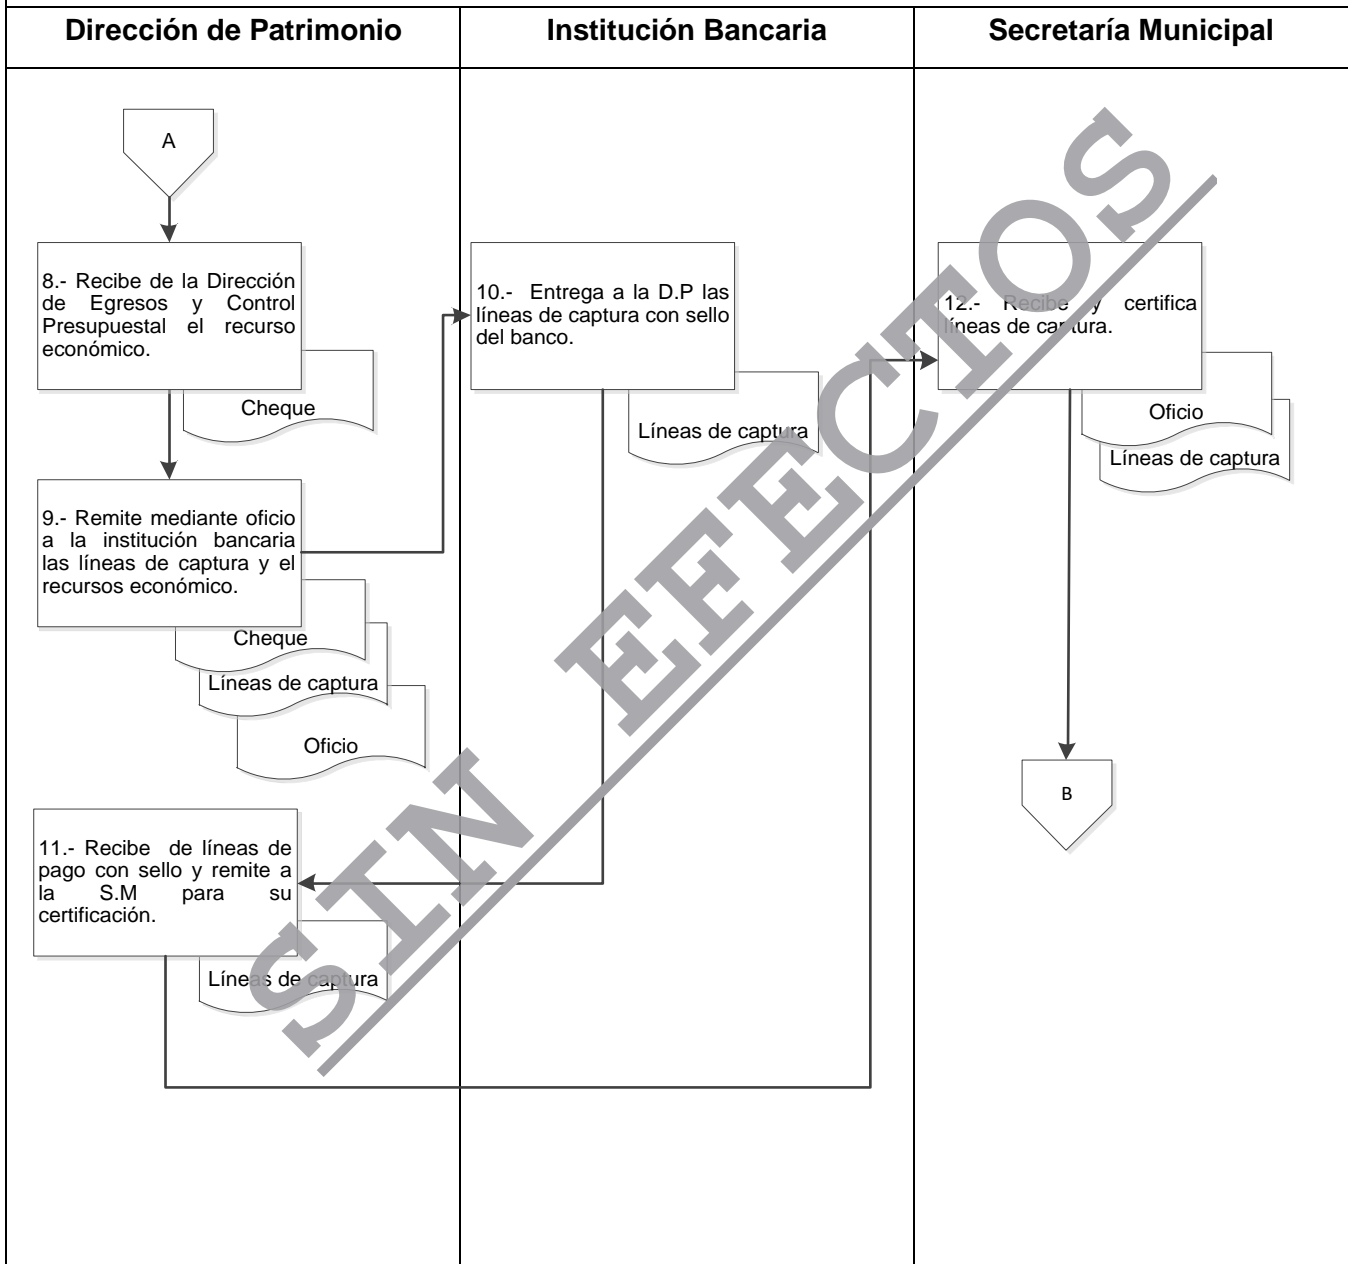 Dirección de Patrimonio
Institución Bancaria
Secretaría Municipal
A
8.- Recibe de la Dirección
de Egresos y Control
Presupuestal el recurso
económico.
Cheque
9.- Remite mediante oficio
a la institución bancaria
las líneas de captura y el
recursos económico.
Cheque
Líneas de captura
Oficio
10.- Entrega a la D.P las
líneas de captura con sello
del banco.
Líneas de captura
11.- Recibe de líneas de
pago con sello y remite a
la S.M para su
certificación.
Líneas de captura
12.- Recibe y certifica
líneas de captura.
Oficio
Líneas de captura
B
SIN EFECTOS